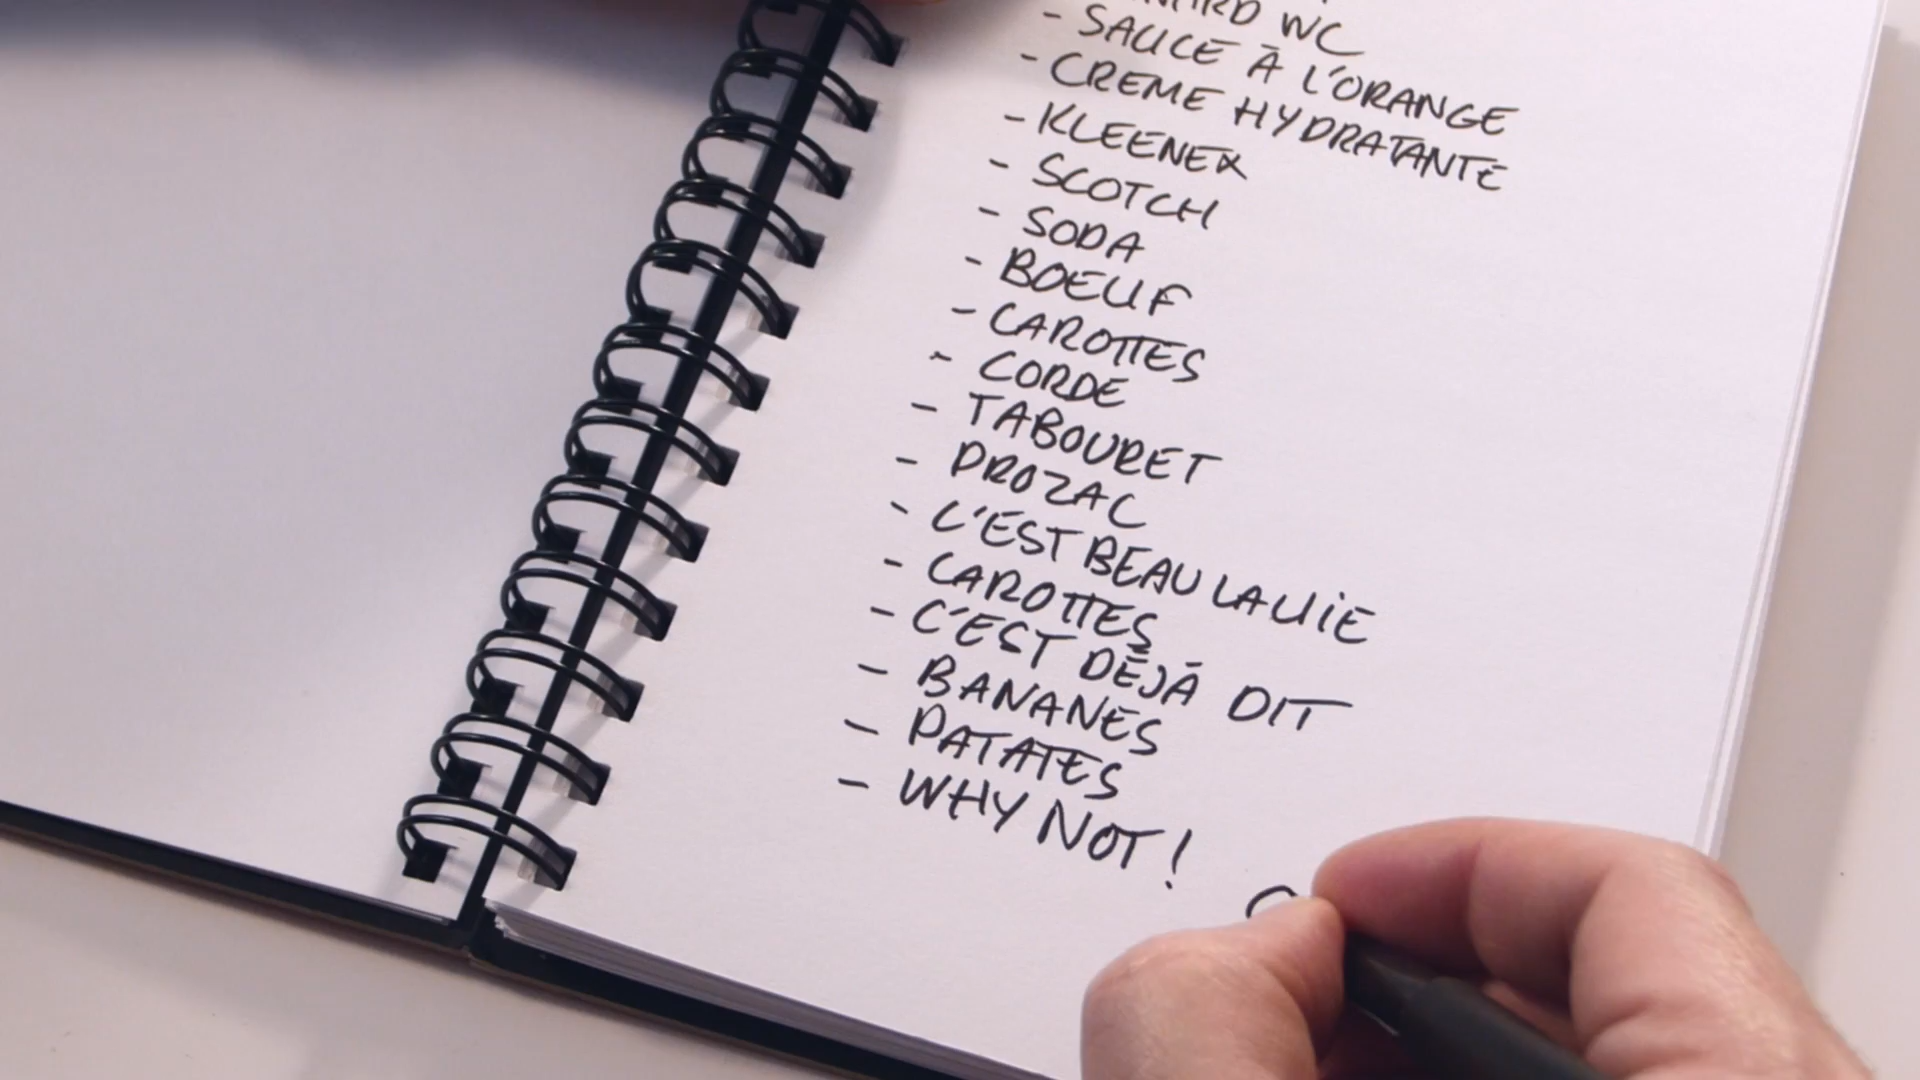 WC
- SAUCE À L'ORANGE
- CREME HYDRATANTE
- KLEENEX
- SCOTCH
- SODA
- BOEUF
- CAROTTES
- CORDE
- TABOURET
- PROZAC
- C'EST BEAU LA VIE
- CAROTTES
- C'EST DÉJÀ DIT
- BANANES
- PATATES
- WHY NOT !